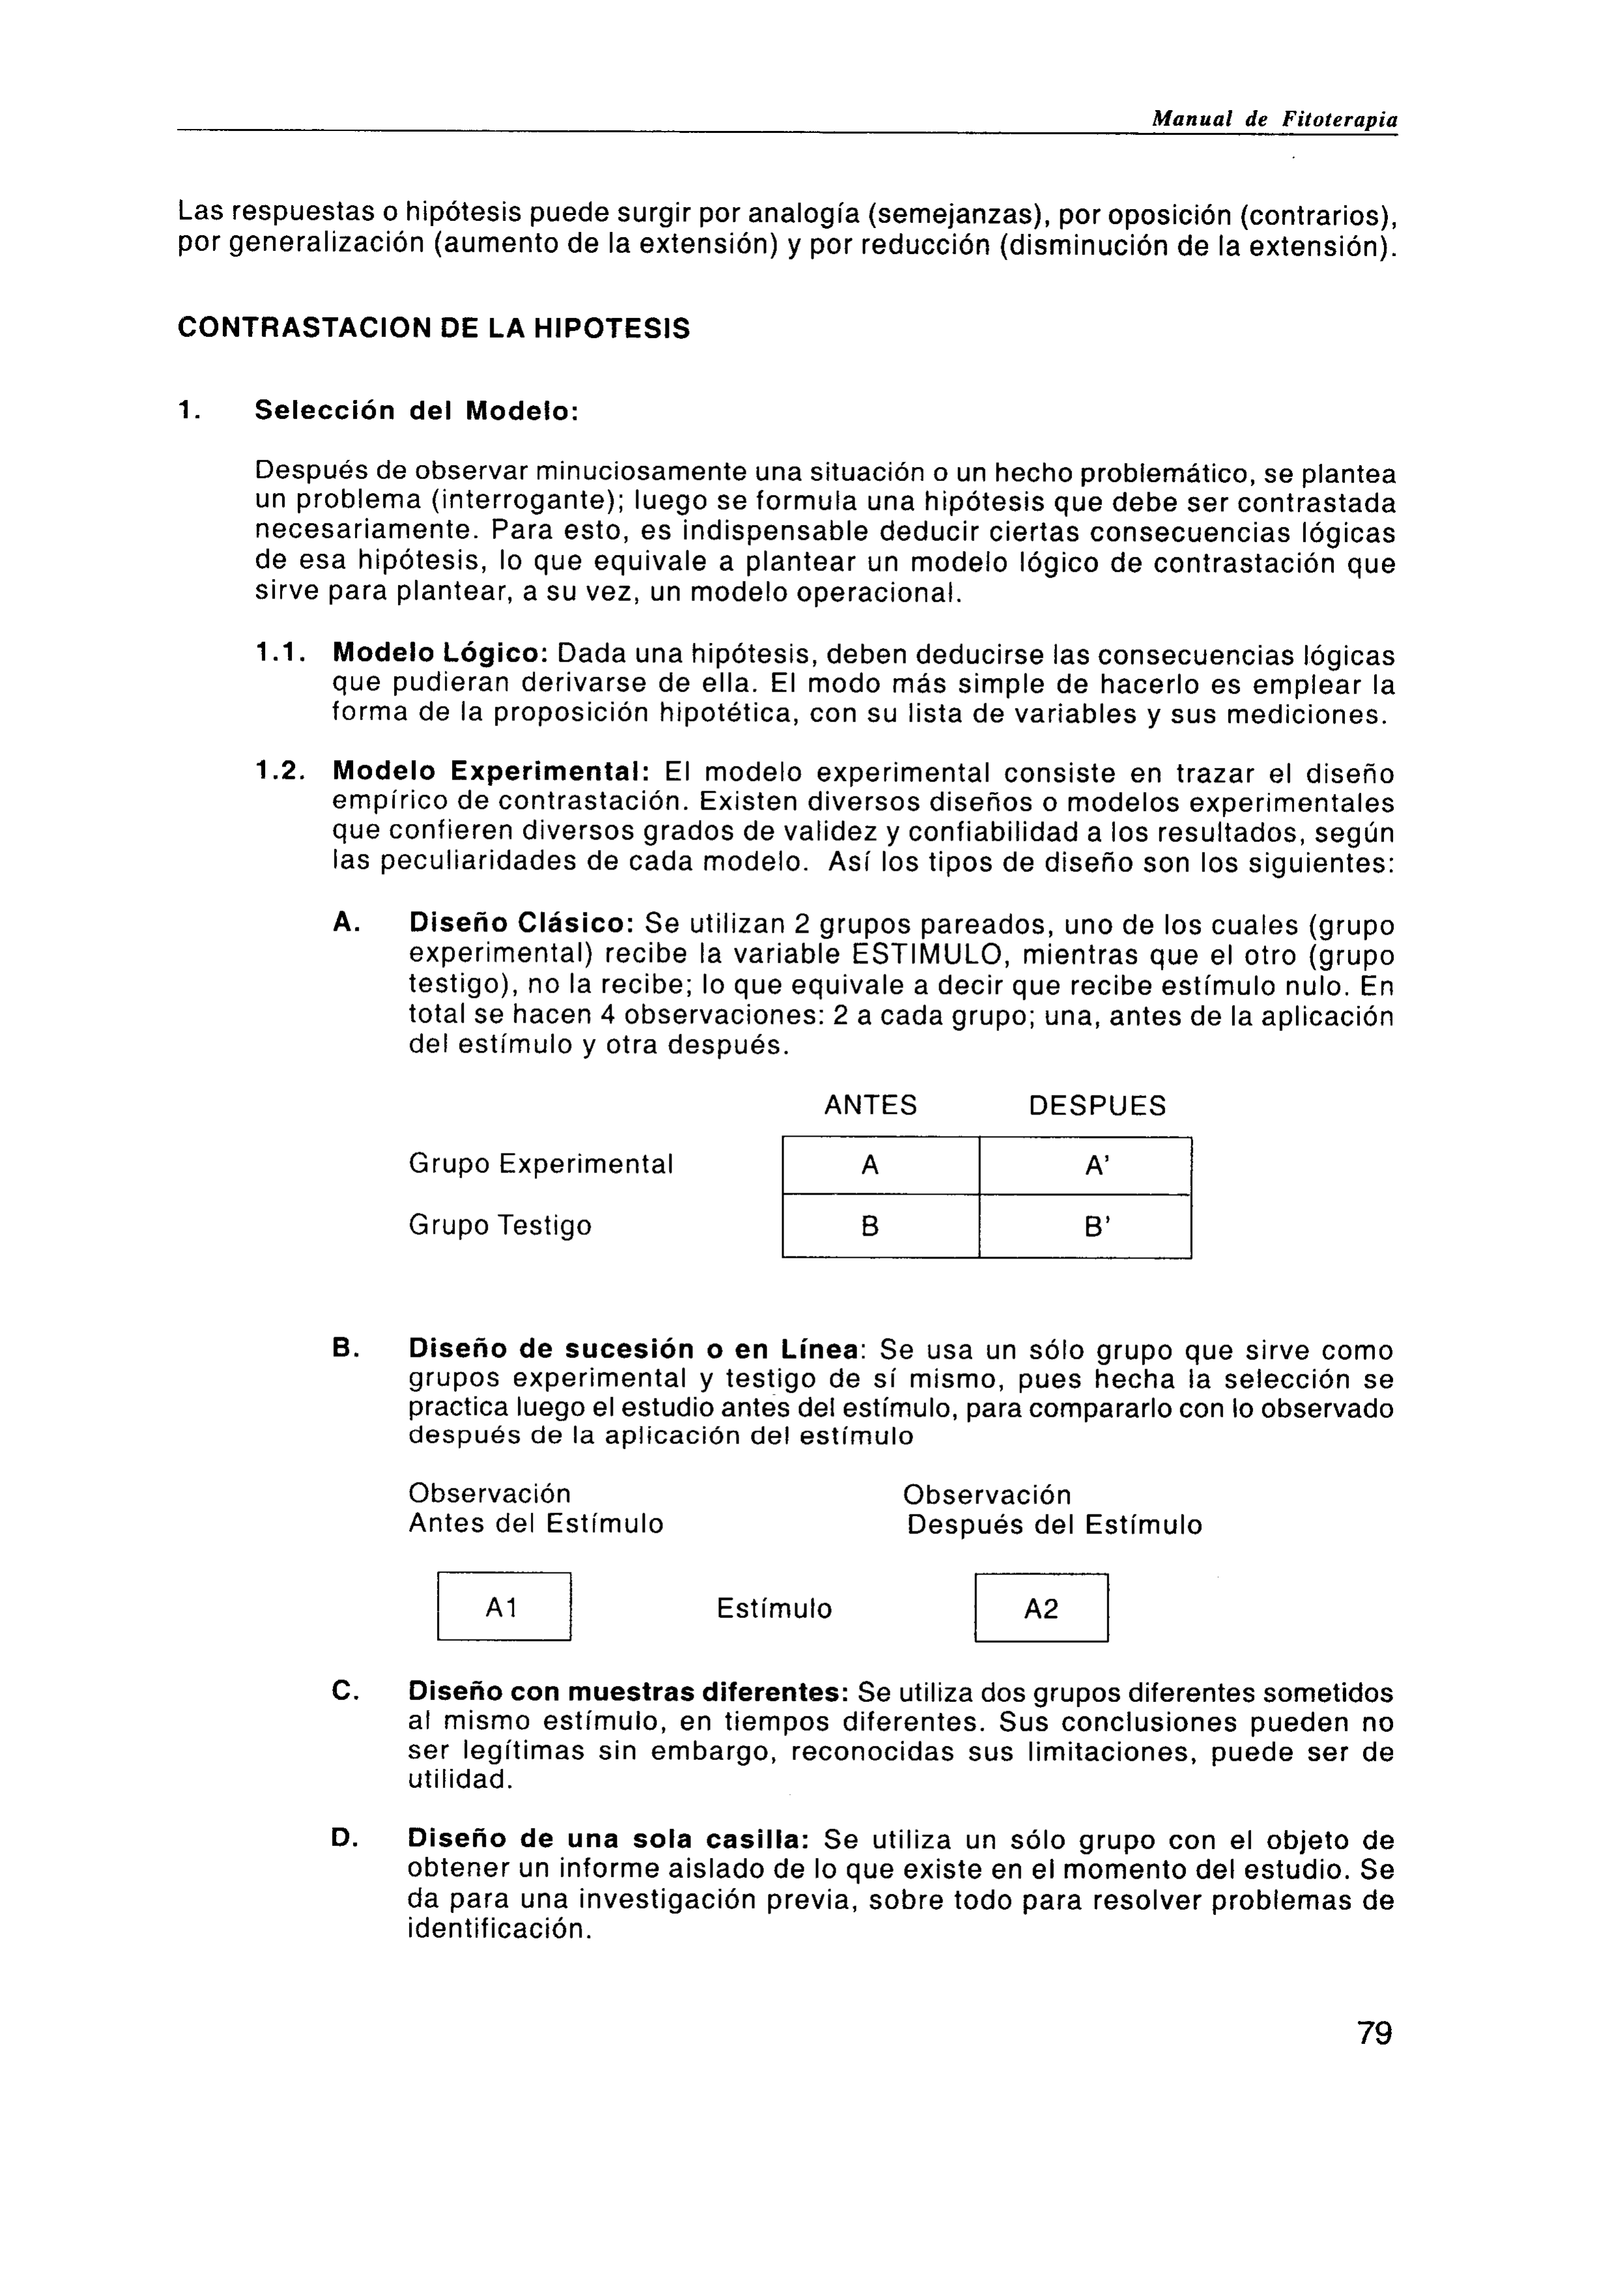 Manual de Fitoterapia
Las respuestas o hipótesis puede surgir por analogía (semejanzas), por oposición (contrarios),
por generalización (aumento de la extensión) y por reducción (disminución de la extensión).
CONTRASTACION DE LA HIPOTESIS
1. Selección del Modelo:
Después de observar minuciosamente una situación o un hecho problemático, se plantea
un problema (interrogante); luego se formula una hipótesis que debe ser contrastada
necesariamente. Para esto, es indispensable deducir ciertas consecuencias lógicas
de esa hipótesis, lo que equivale a plantear un modelo lógico de contrastación que
sirve para plantear, a su vez, un modelo operacional.
1.1. Modelo Lógico: Dada una hipótesis, deben deducirse las consecuencias lógicas
que pudieran derivarse de ella. El modo más simple de hacerlo es emplear la
forma de la proposición hipotética, con su lista de variables y sus mediciones.
1.2. Modelo Experimental: El modelo experimental consiste en trazar el diseño
empírico de contrastación. Existen diversos diseños o modelos experimentales
que confieren diversos grados de validez y confiabilidad a los resultados, según
las peculiaridades de cada modelo. Así los tipos de diseño son los siguientes:
A. Diseño Clásico: Se utilizan 2 grupos pareados, uno de los cuales (grupo
experimental) recibe la variable ESTIMULO, mientras que el otro (grupo
testigo), no la recibe; lo que equivale a decir que recibe estímulo nulo. En
total se hacen 4 observaciones: 2 a cada grupo; una, antes de la aplicación
del estímulo y otra después.
ANTES DESPUES
Grupo Experimental A A'
Grupo Testigo B B'
B. Diseño de sucesión o en Línea: Se usa un sólo grupo que sirve como
grupos experimental y testigo de sí mismo, pues hecha la selección se
practica luego el estudio antes del estímulo, para compararlo con lo observado
después de la aplicación del estímulo
Observación Observación
Antes del Estímulo Después del Estímulo
A1 Estímulo A2
C. Diseño con muestras diferentes: Se utiliza dos grupos diferentes sometidos
al mismo estímulo, en tiempos diferentes. Sus conclusiones pueden no
ser legítimas sin embargo, reconocidas sus limitaciones, puede ser de
utilidad.
D. Diseño de una sola casilla: Se utiliza un sólo grupo con el objeto de
obtener un informe aislado de lo que existe en el momento del estudio. Se
da para una investigación previa, sobre todo para resolver problemas de
identificación.
79